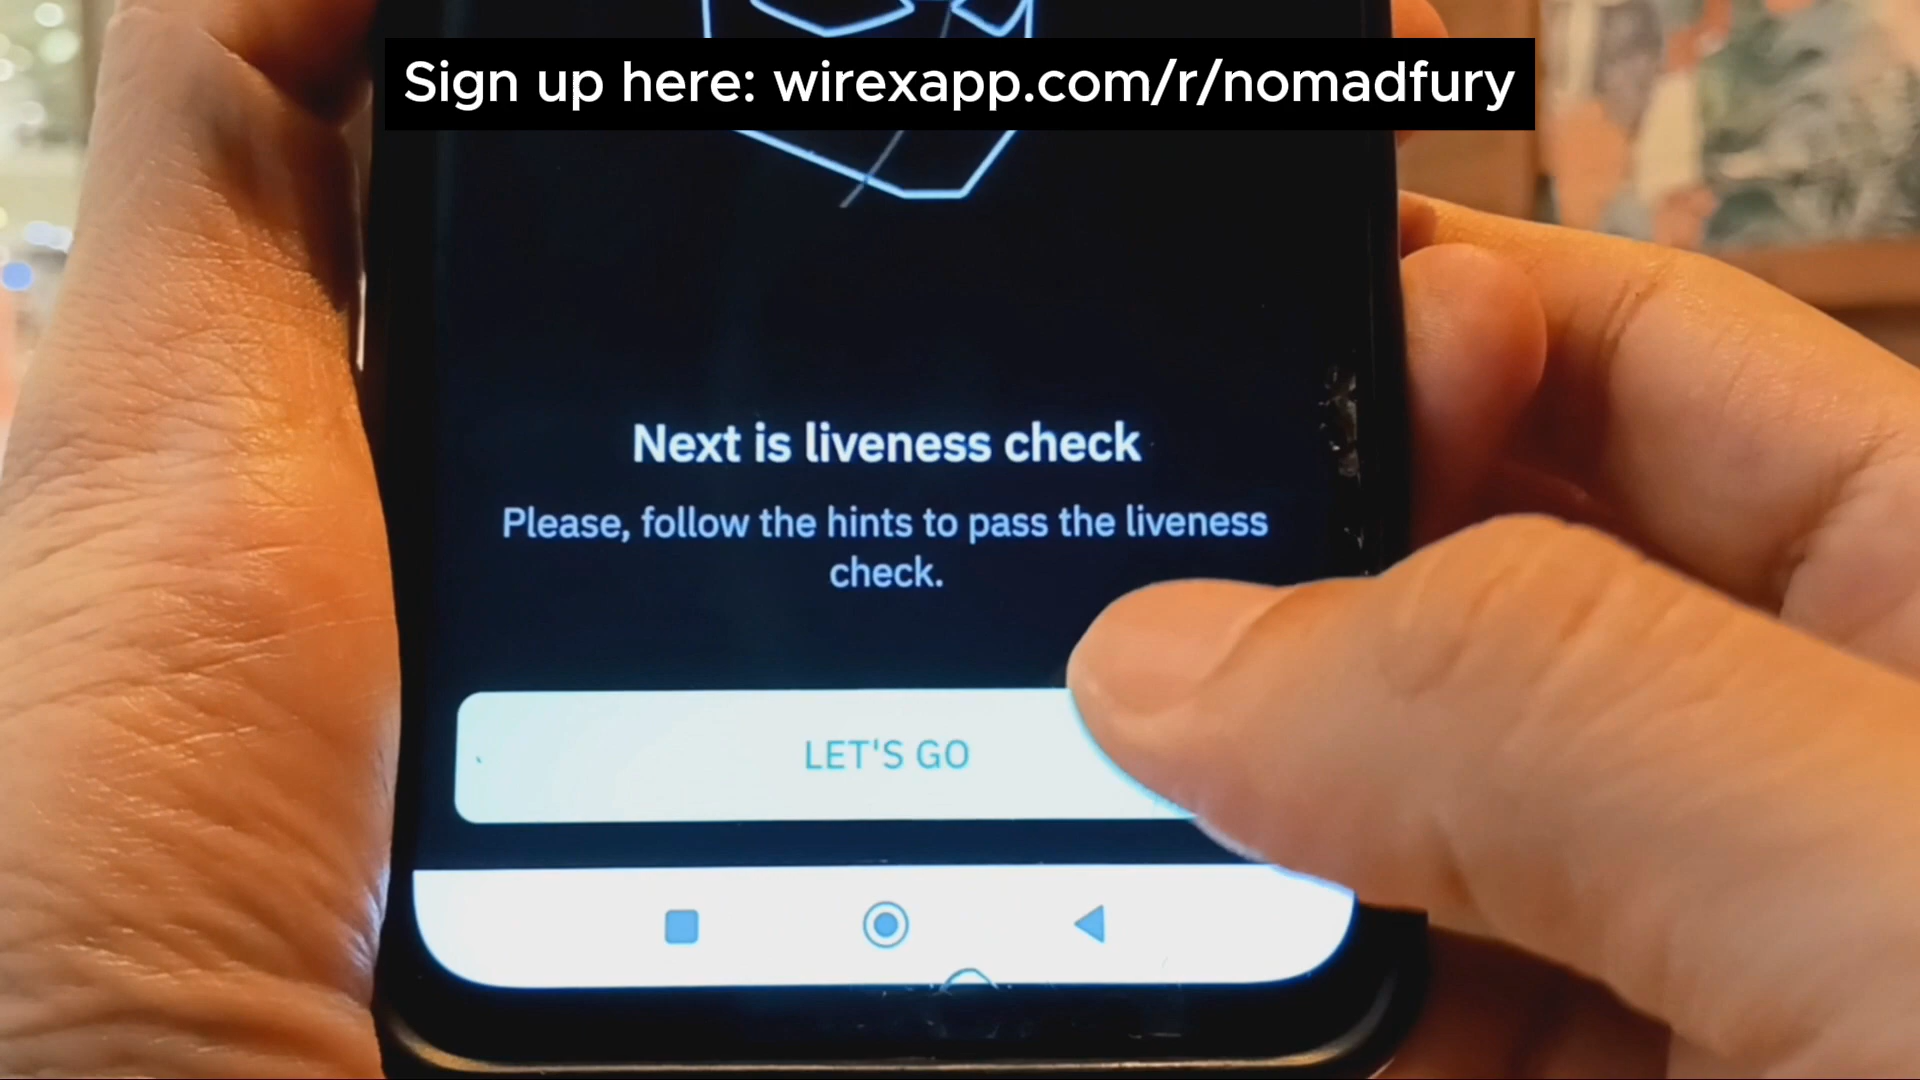 Sign up here: wirexapp.com/r/nomadfury
Next is liveness check
Please, follow the hints to pass the liveness
check.
LET'S GO